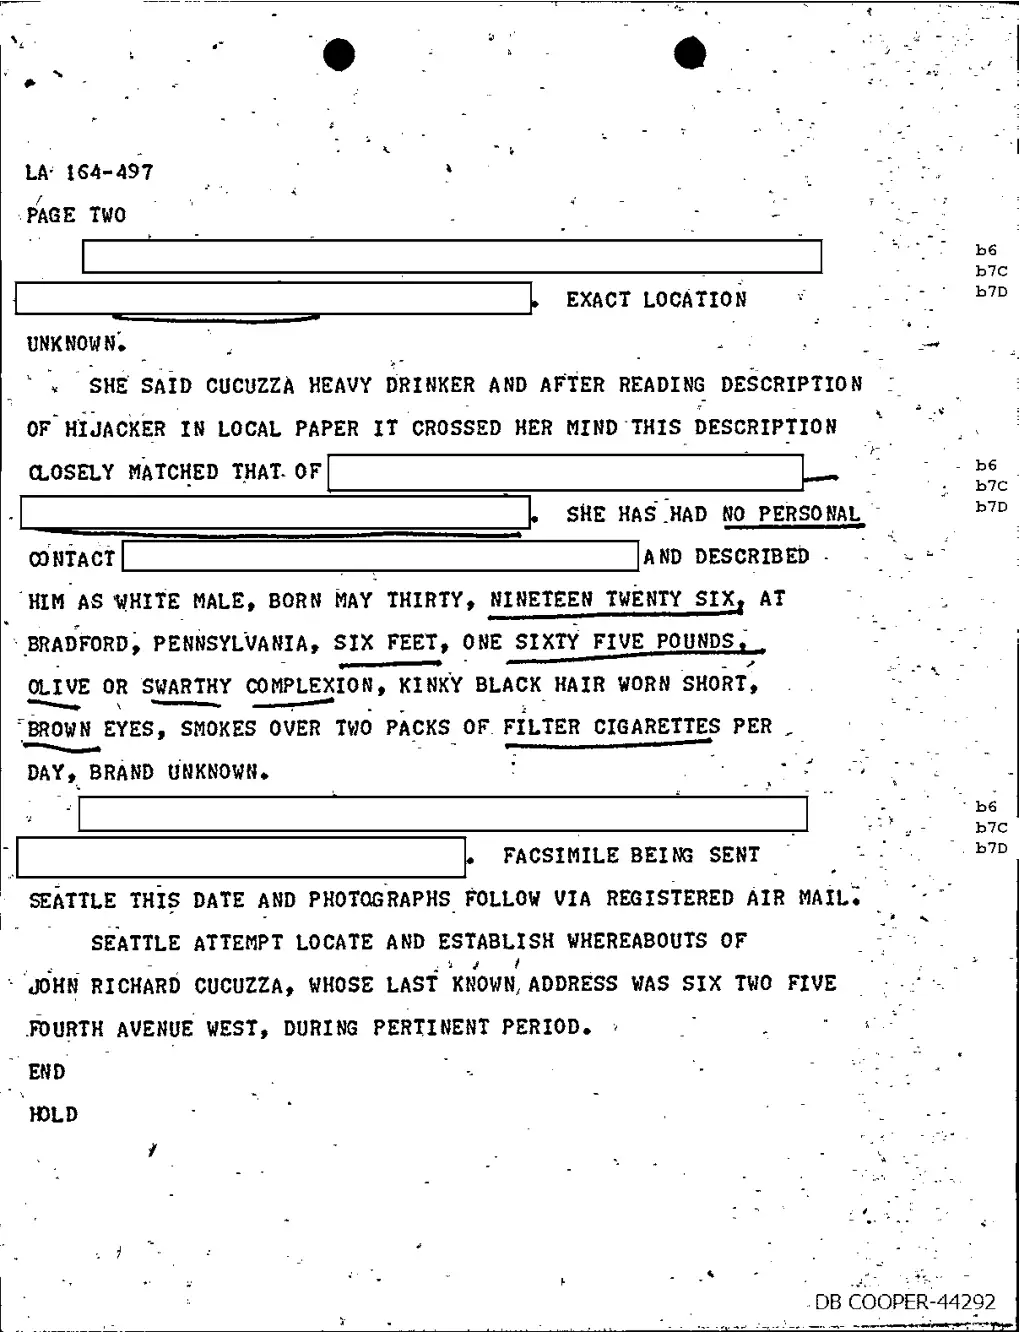 LA 164-497
PAGE TWO
b6
b7C
b7D
. EXACT LOCATION
UNKNOWN.
SHE SAID CUCUZZA HEAVY DRINKER AND AFTER READING DESCRIPTION
OF HIJACKER IN LOCAL PAPER IT CROSSED HER MIND THIS DESCRIPTION
CLOSELY MATCHED THAT OF
b6
b7C
b7D
. SHE HAS HAD NO PERSONAL
CONTACT AND DESCRIBED
HIM AS WHITE MALE, BORN MAY THIRTY, NINETEEN TWENTY SIX, AT
BRADFORD, PENNSYLVANIA, SIX FEET, ONE SIXTY FIVE POUNDS,
OLIVE OR SWARTHY COMPLEXION, KINKY BLACK HAIR WORN SHORT,
BROWN EYES, SMOKES OVER TWO PACKS OF FILTER CIGARETTES PER
DAY, BRAND UNKNOWN.
b6
b7C
b7D
. FACSIMILE BEING SENT
SEATTLE THIS DATE AND PHOTOGRAPHS FOLLOW VIA REGISTERED AIR MAIL.
SEATTLE ATTEMPT LOCATE AND ESTABLISH WHEREABOUTS OF
JOHN RICHARD CUCUZZA, WHOSE LAST KNOWN ADDRESS WAS SIX TWO FIVE
FOURTH AVENUE WEST, DURING PERTINENT PERIOD.
END
HOLD
DB COOPER-44292